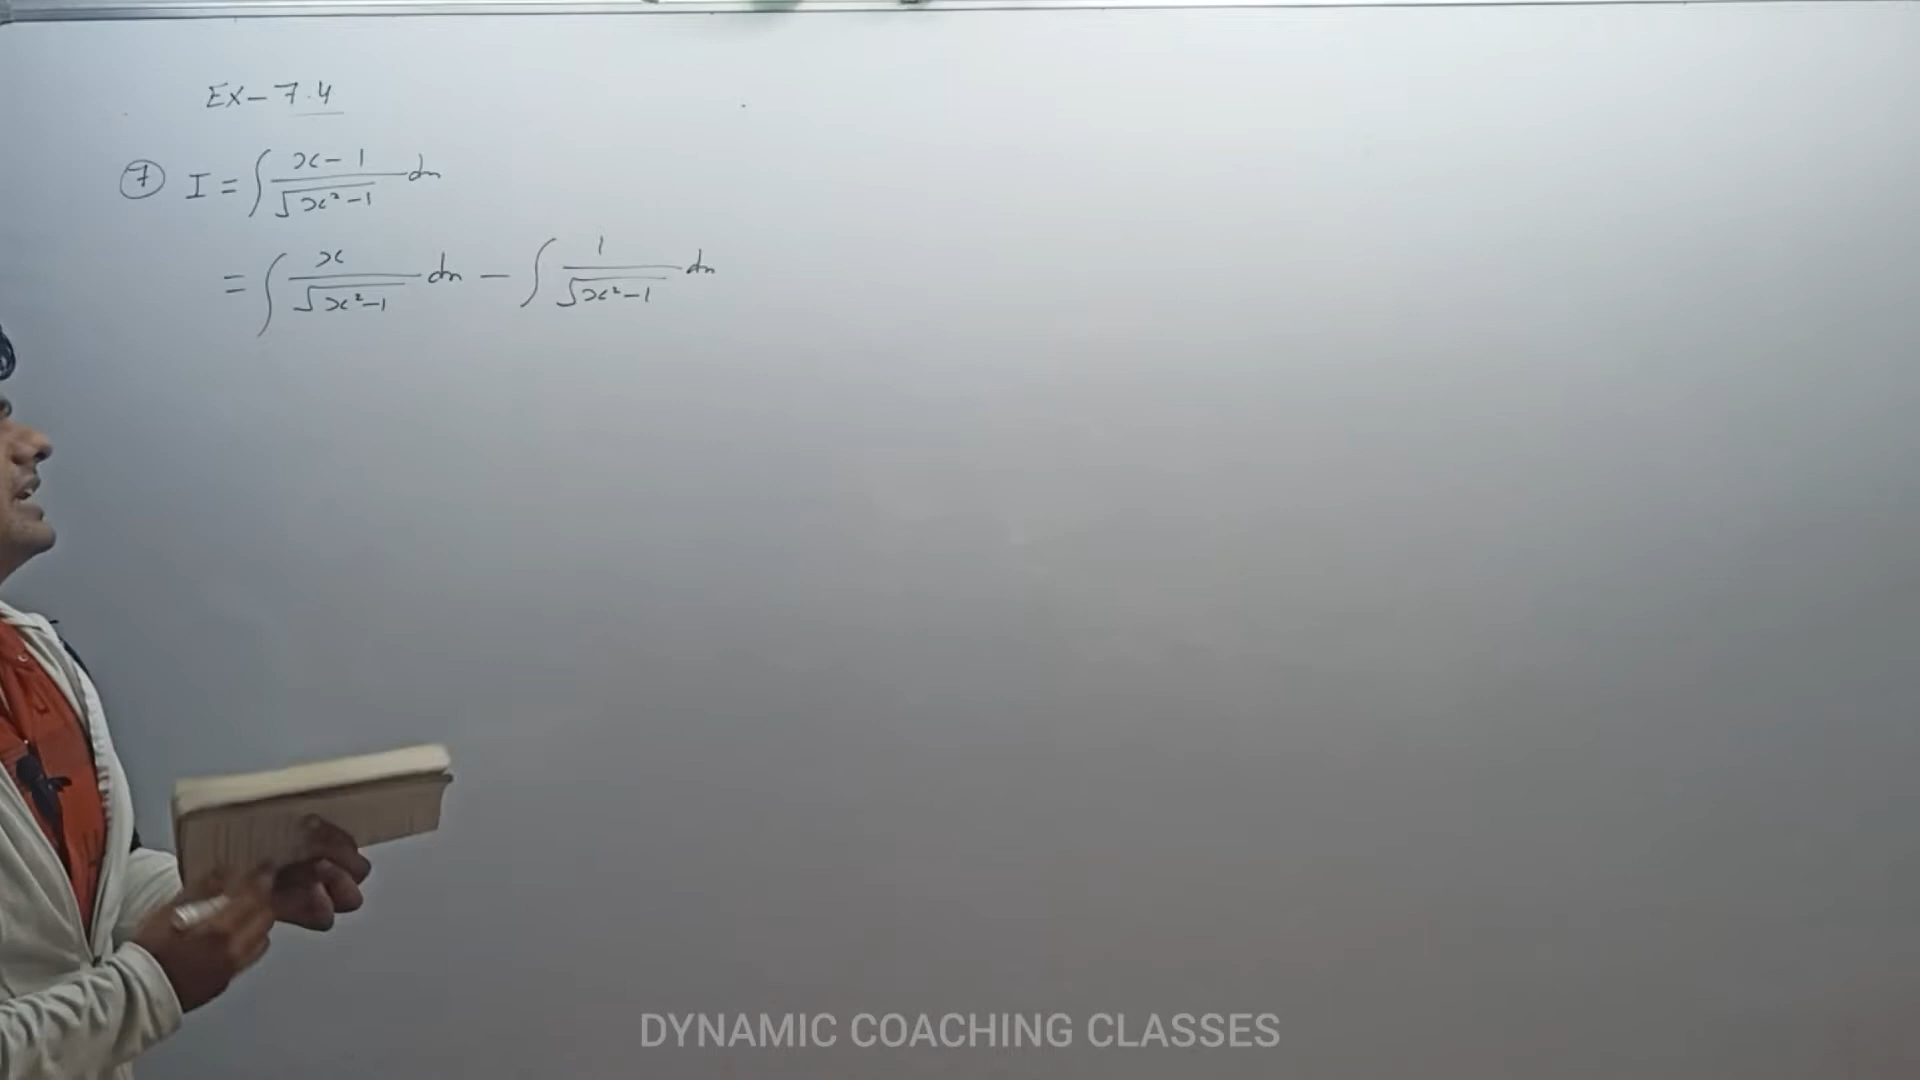 EX-7.4
⑦ I = ∫ x-1 / √x²-1 dx
= ∫ x / √x²-1 dx - ∫ 1 / √x²-1 dx
DYNAMIC COACHING CLASSES